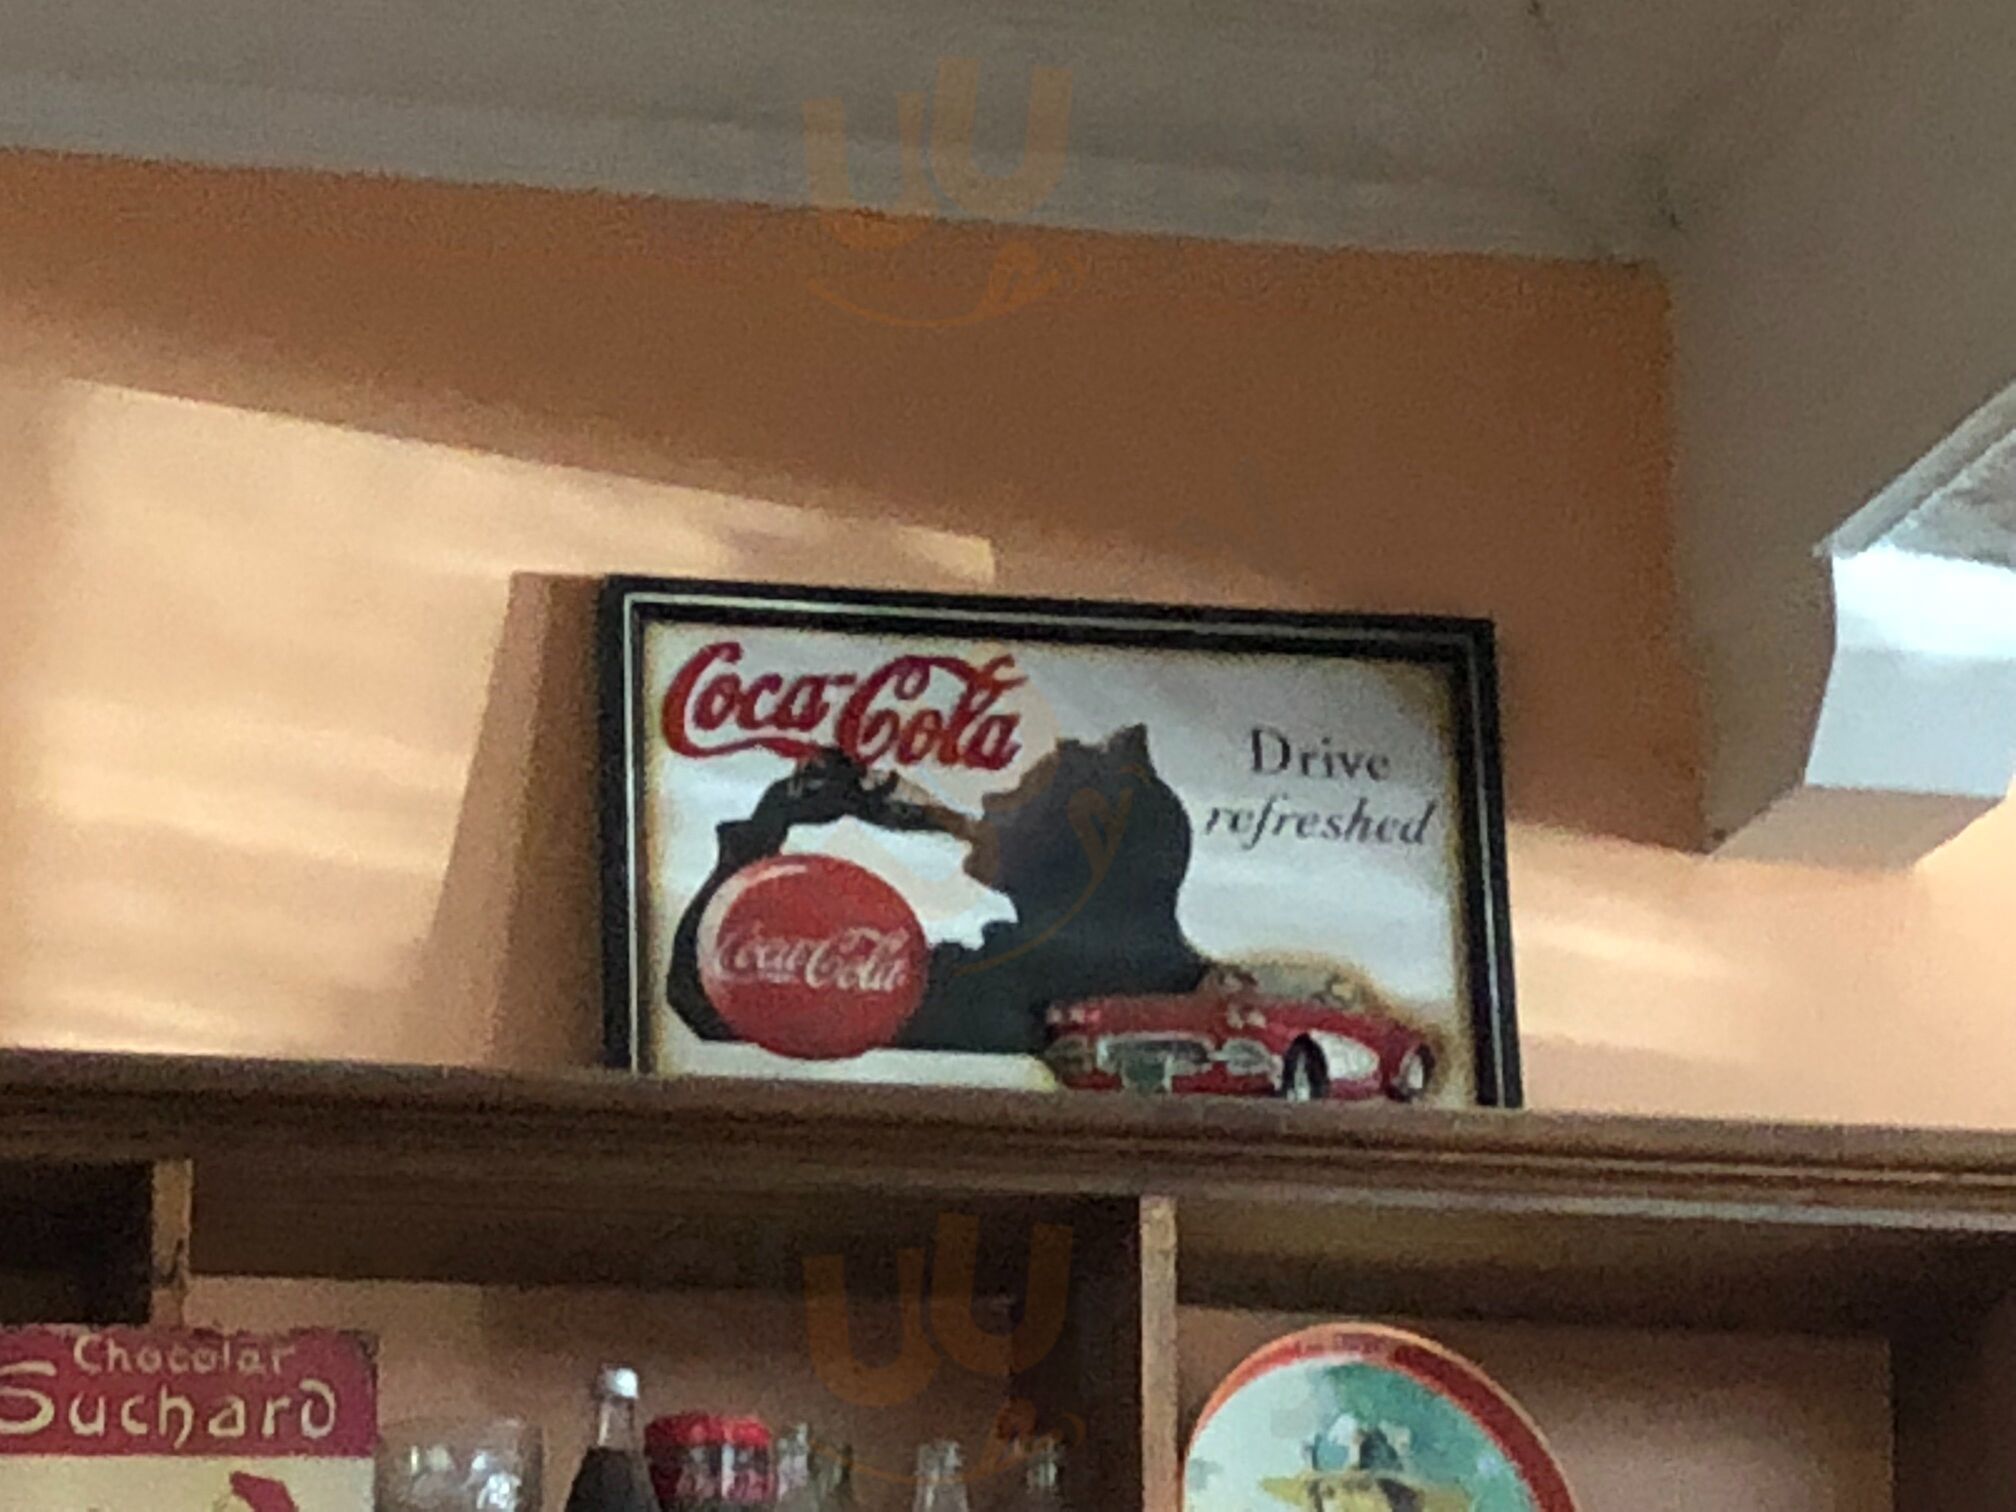 Coca-Cola
Drive
refreshed
Coca-Cola
Chocolat
Suchard